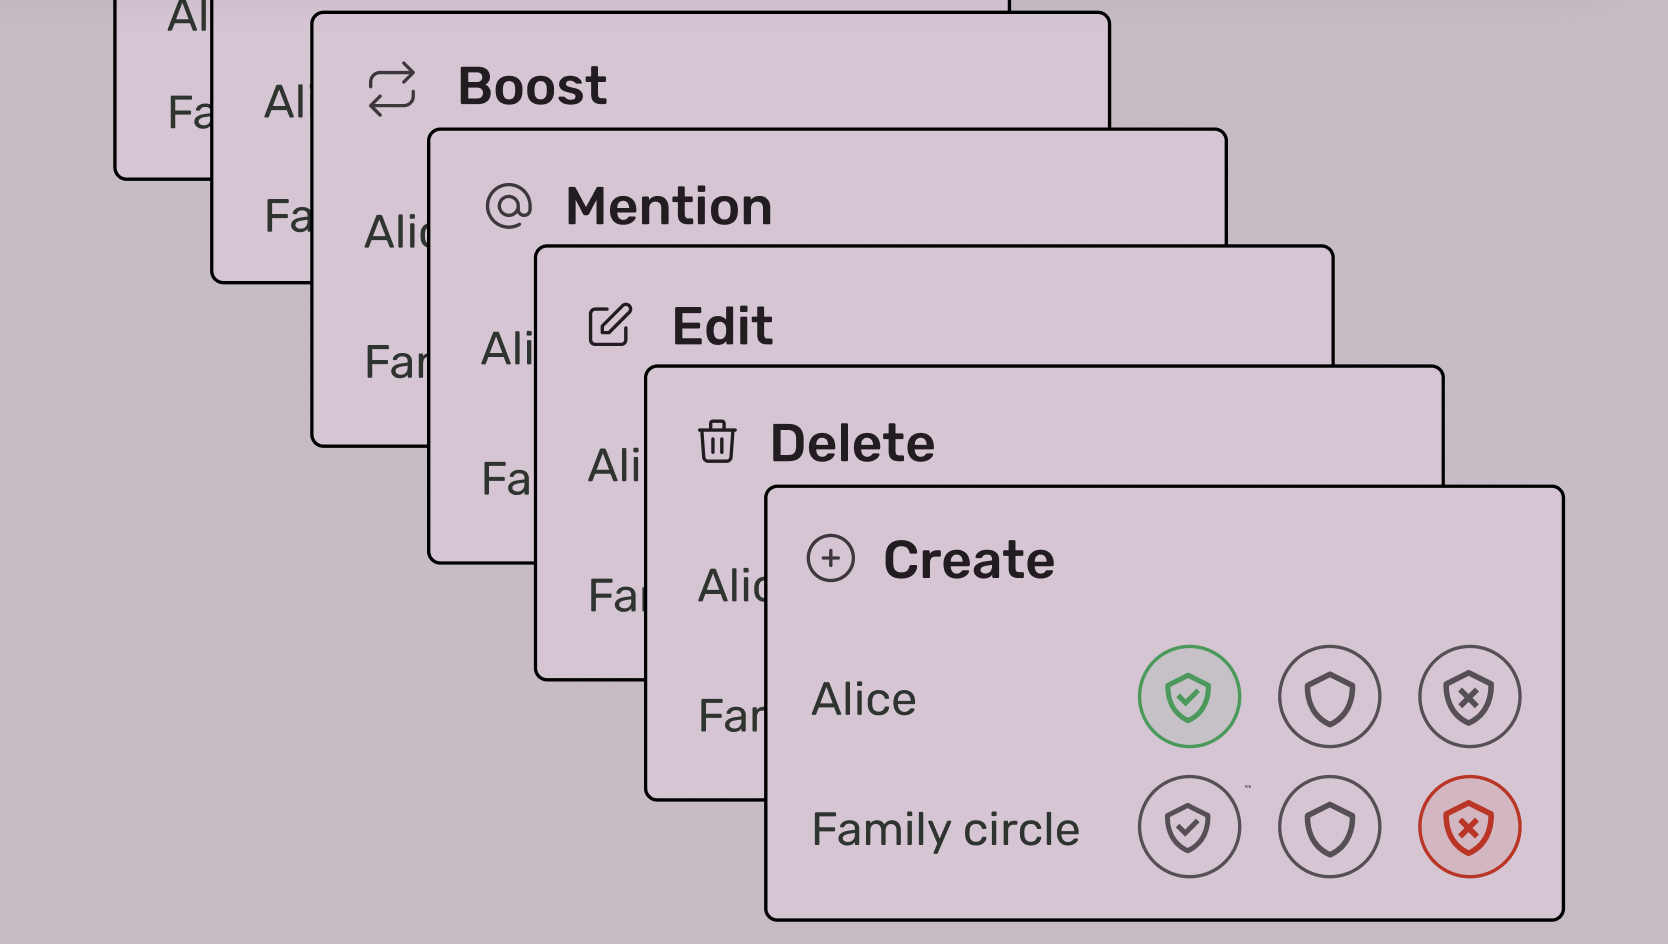 Al
Fa
Al
Fa
Boost
Alic
Far
Mention
Ali
Fa
Edit
Ali
Fa
Delete
Alic
Far
Create
Alice
Family circle